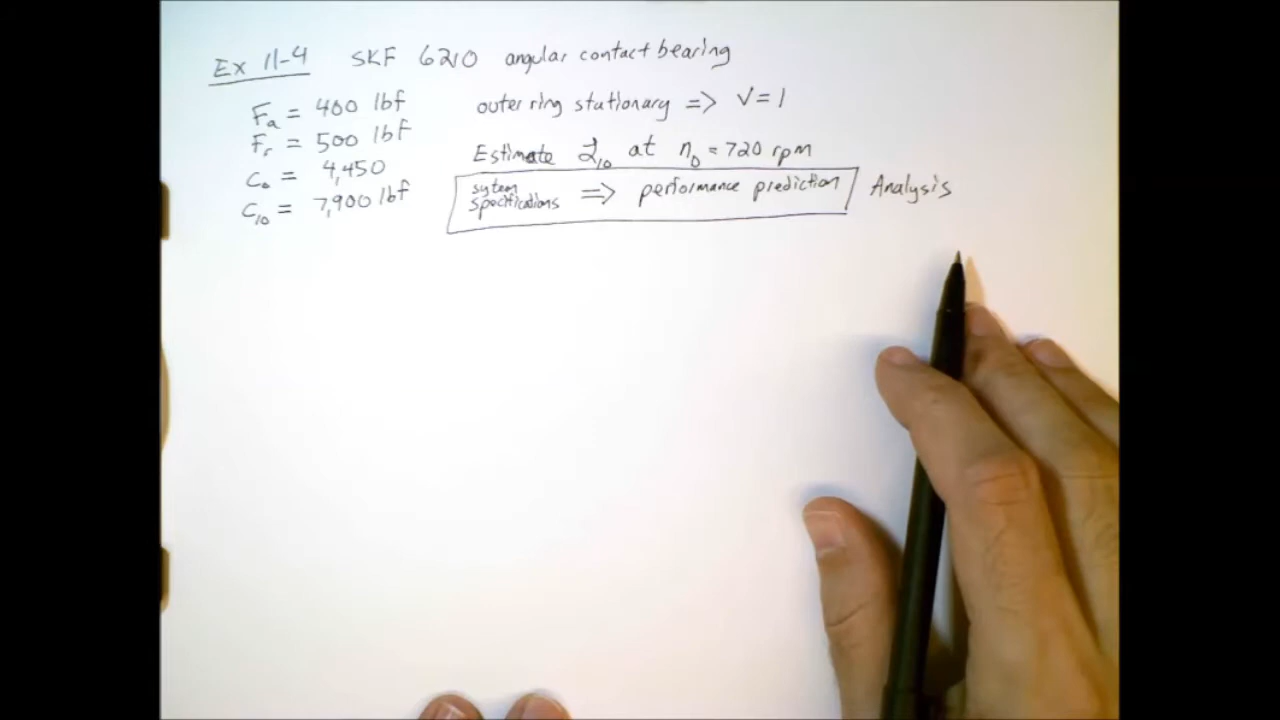 Ex 11-4 SKF 6210 angular contact bearing
Fa = 400 lbf
Fr = 500 lbf
C0 = 4,450
C10 = 7,900 lbf
outer ring stationary => V = 1
Estimate L10 at nD = 720 rpm
sytem
specifications => performance prediction Analysis